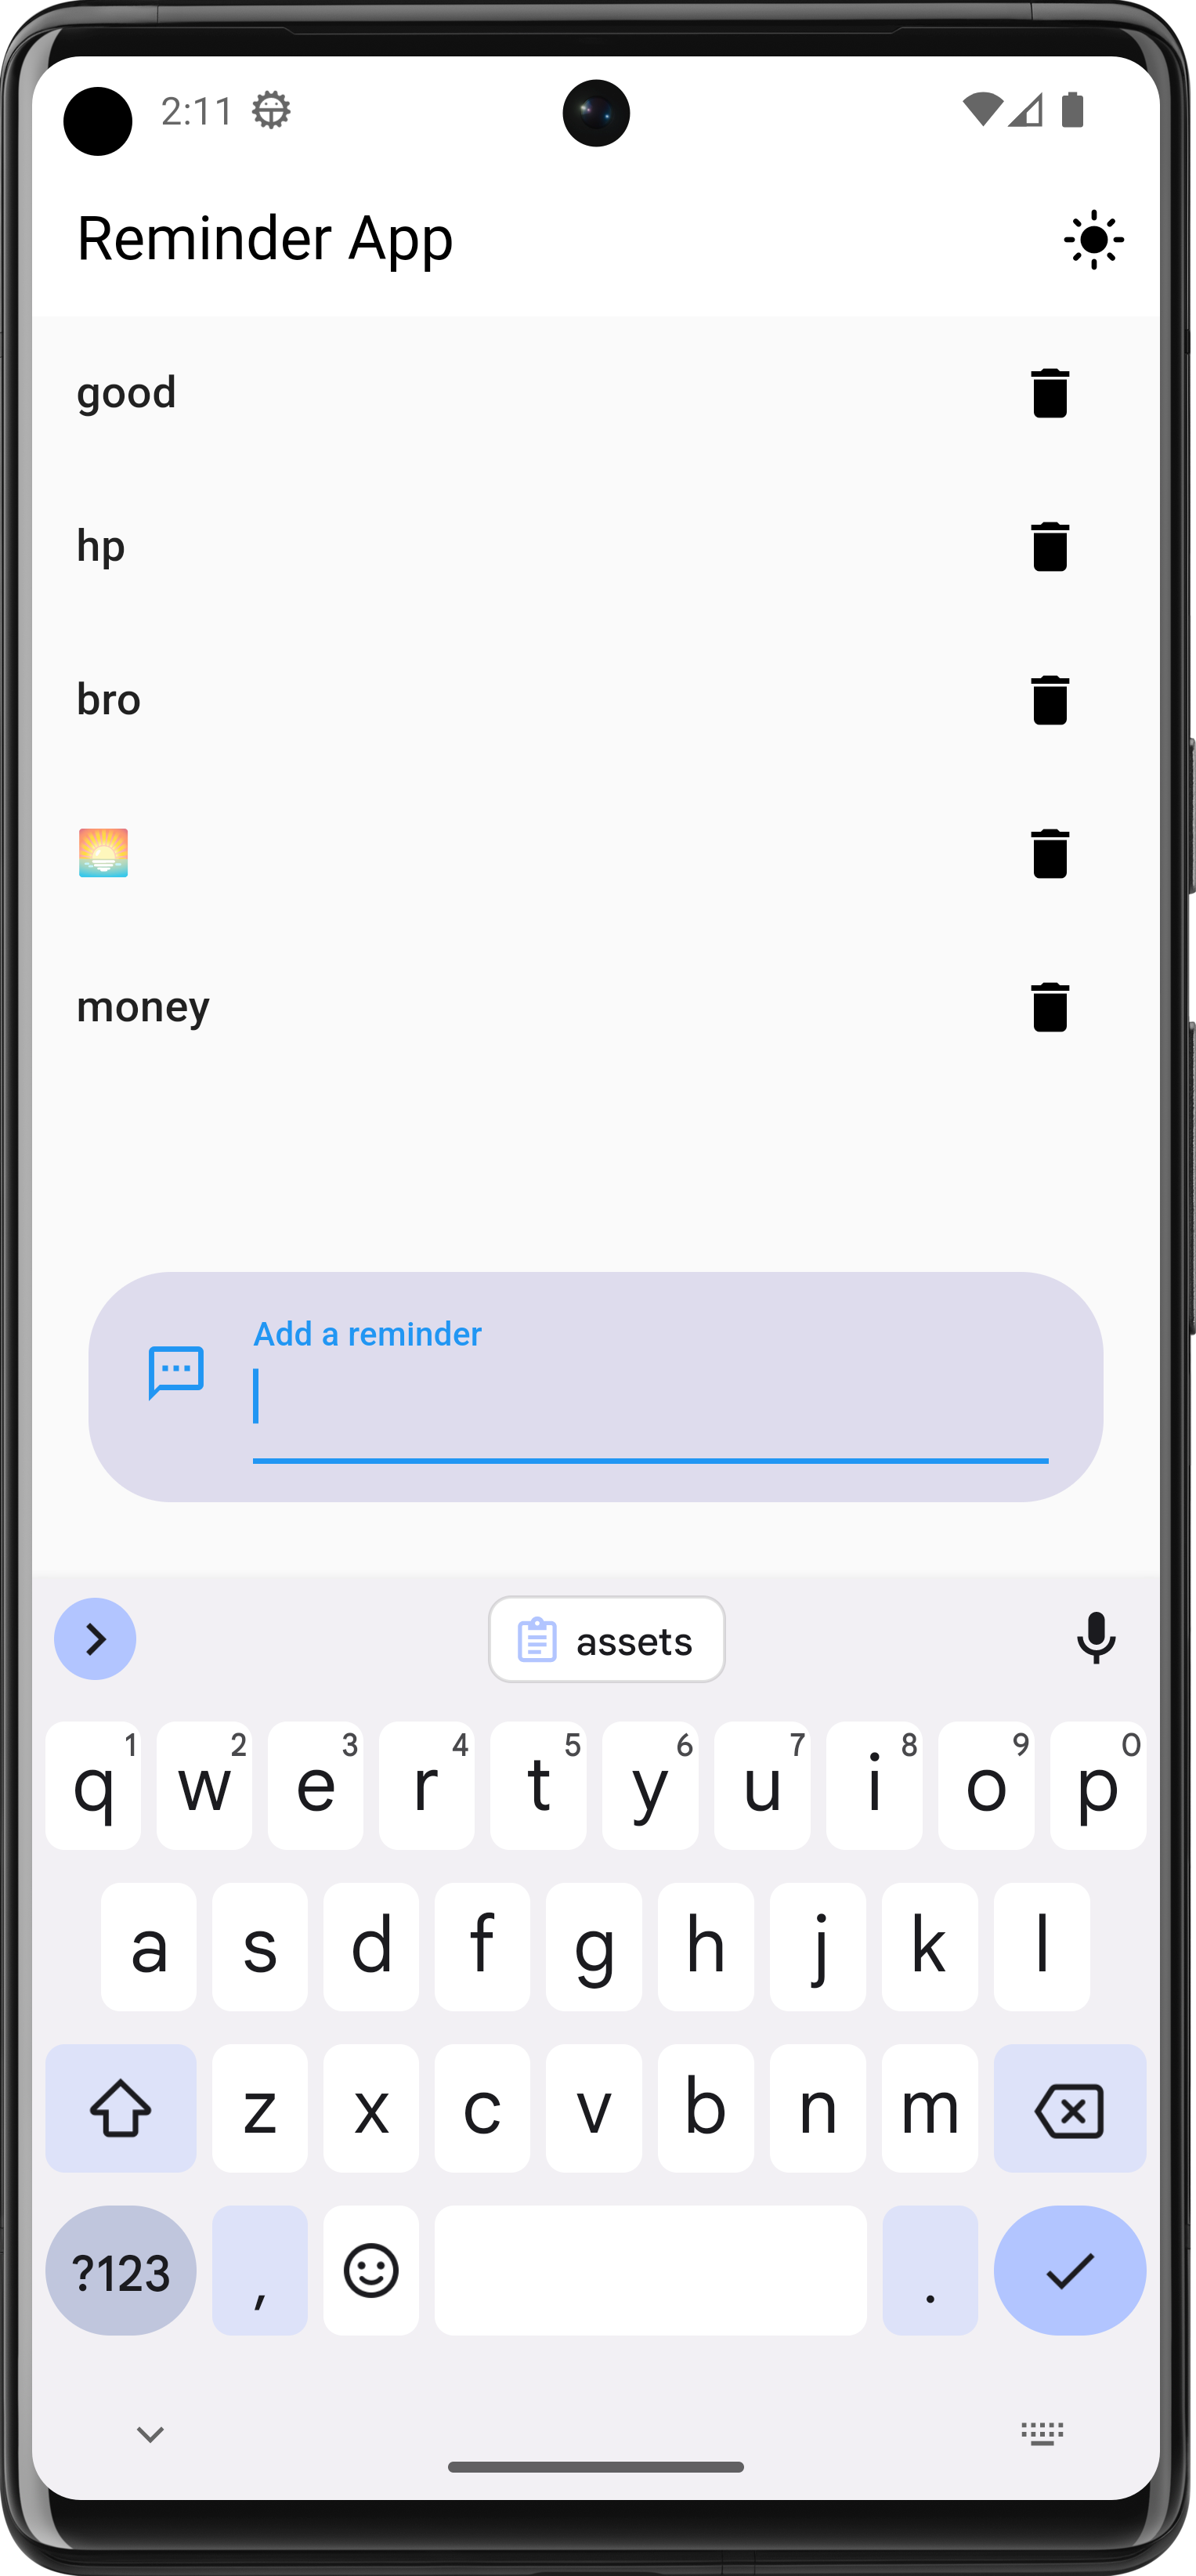 2:11
Reminder App
good
hp
bro
🌅
money
Add a reminder
assets
1 2 3 4 5 6 7 8 9 0
q w e r t y u i o p
a s d f g h j k l
z x c v b n m
?123 , .